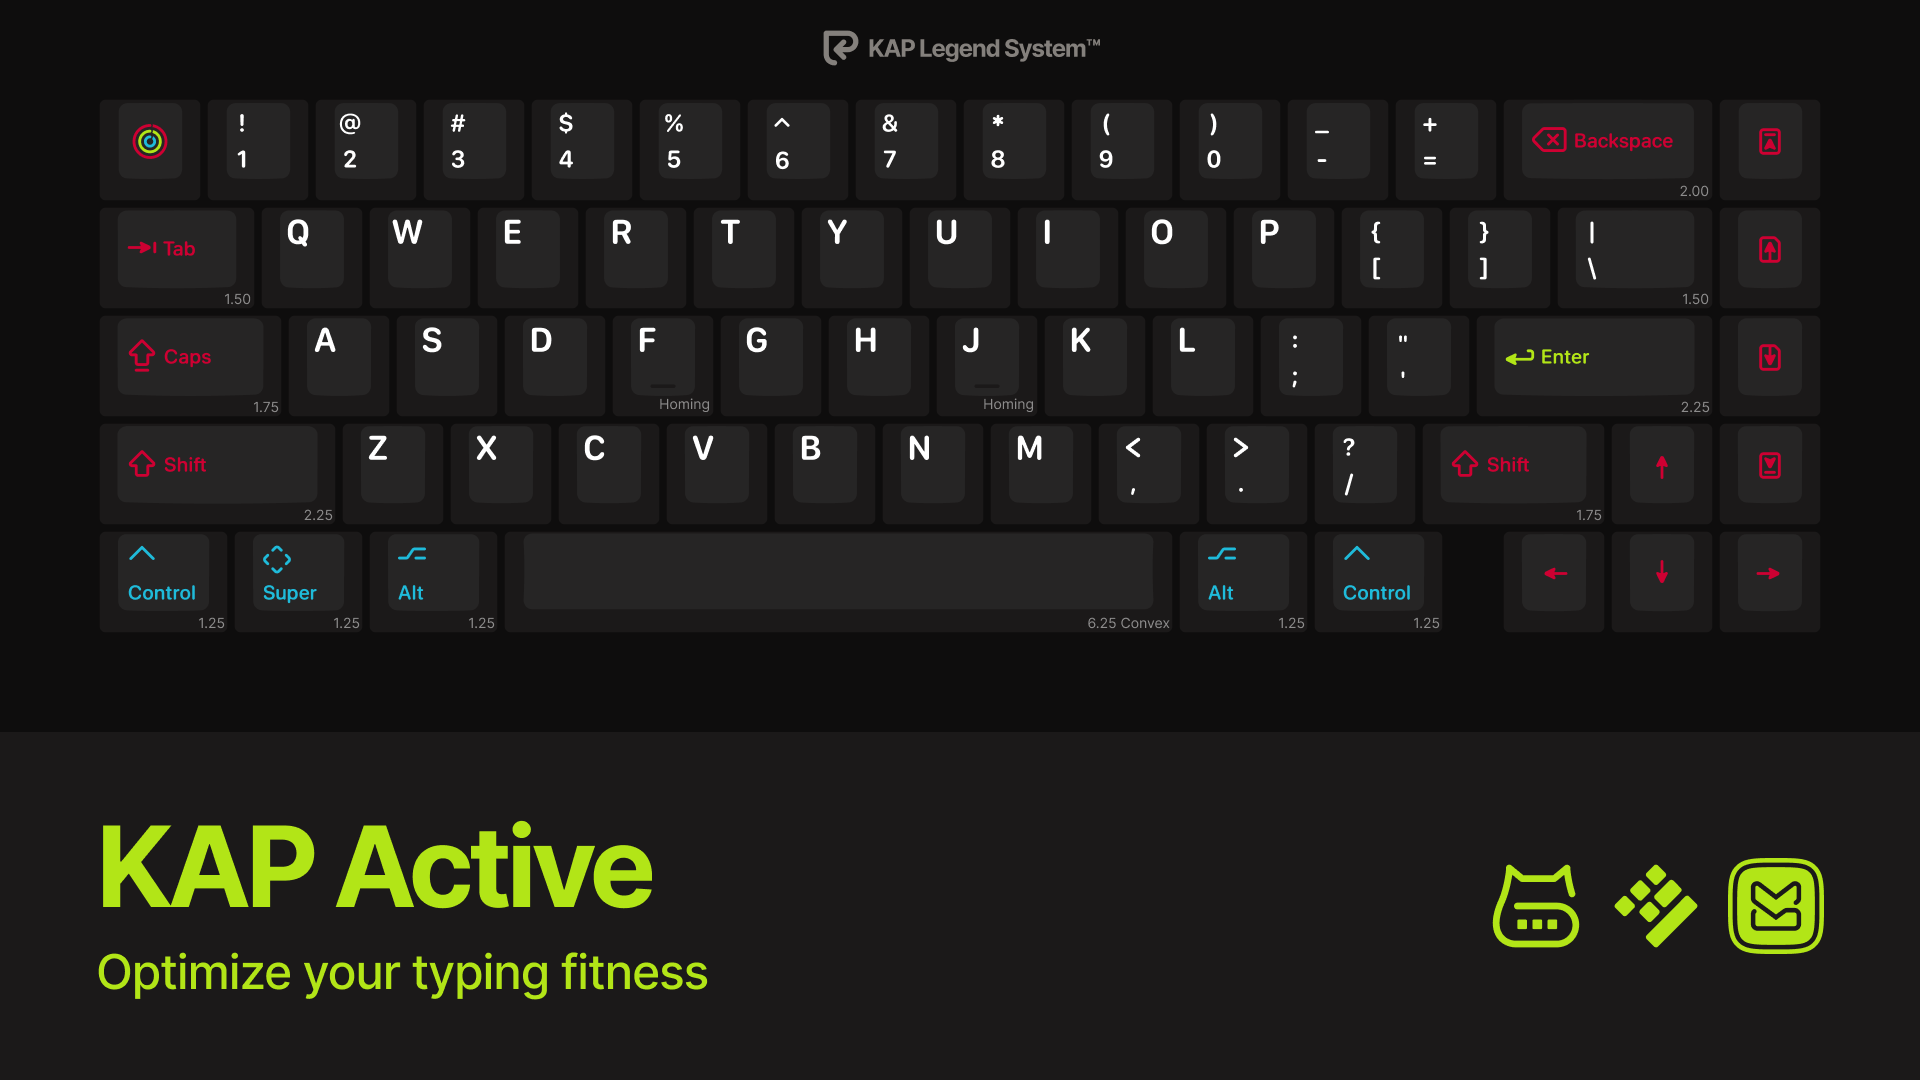 KAP Legend System™
! @ # $ % ^ & * ( ) _ +
1 2 3 4 5 6 7 8 9 0 - = Backspace
2.00
Tab Q W E R T Y U I O P { } |
[ ] \
1.50 1.50
Caps A S D F G H J K L : " Enter
; '
1.75 Homing Homing 2.25
Shift Z X C V B N M < > ? Shift
, . /
2.25 1.75
Control Super Alt Alt Control
1.25 1.25 1.25 6.25 Convex 1.25 1.25
KAP Active
Optimize your typing fitness